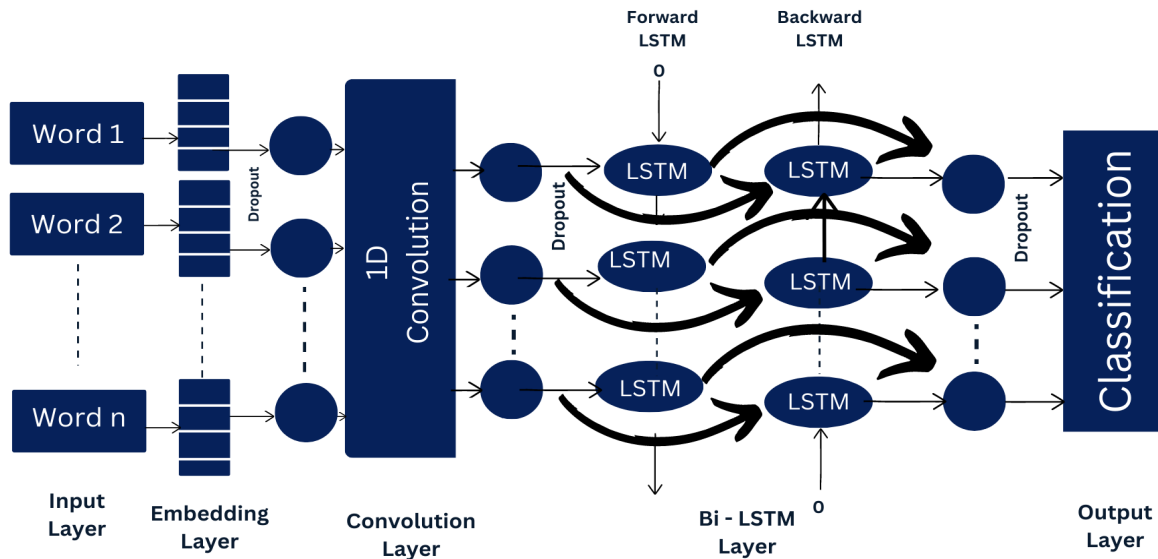 Forward
LSTM
0
Backward
LSTM
Word 1
Word 2
Word n
Dropout
1D
Convolution
Dropout
LSTM
LSTM
LSTM
LSTM
LSTM
LSTM
0
Dropout
Classification
Input
Layer
Embedding
Layer
Convolution
Layer
Bi - LSTM
Layer
Output
Layer